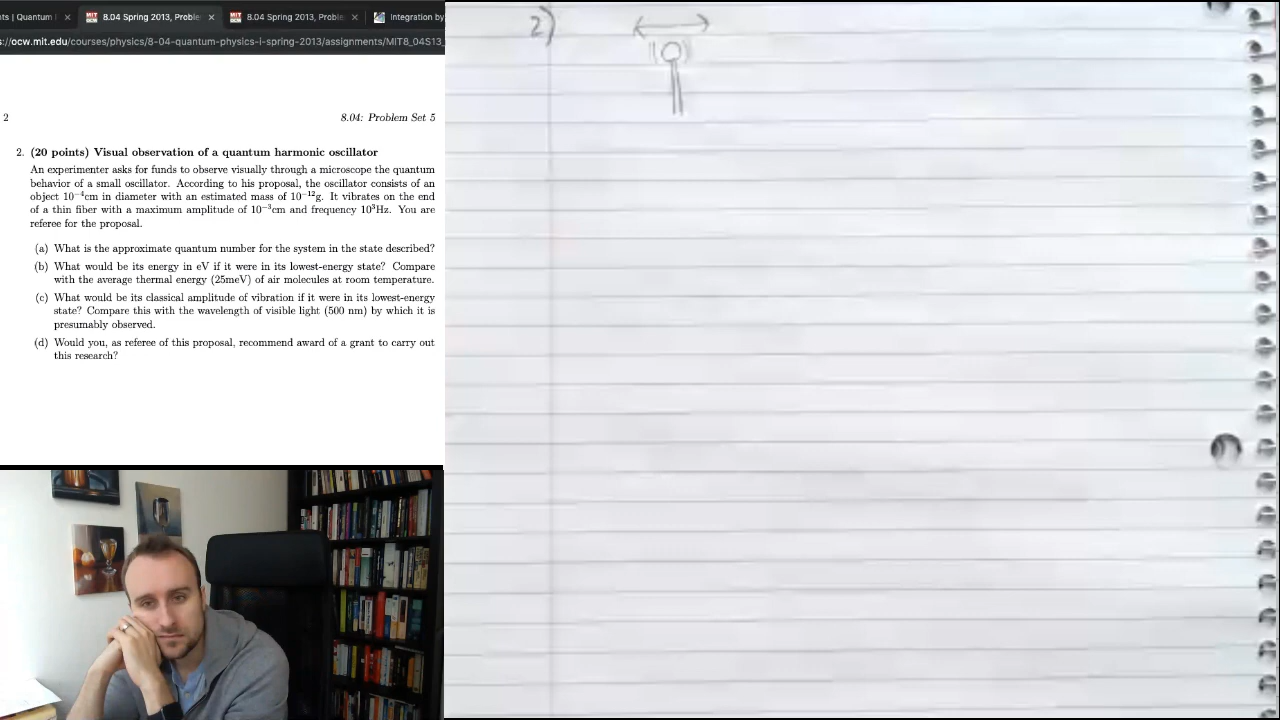 8.04 Spring 2013, Proble
8.04 Spring 2013, Proble
Integration by
://ocw.mit.edu/courses/physics/8-04-quantum-physics-i-spring-2013/assignments/MIT8_04S13_
2
8.04: Problem Set 5
2. (20 points) Visual observation of a quantum harmonic oscillator
An experimenter asks for funds to observe visually through a microscope the quantum
behavior of a small oscillator. According to his proposal, the oscillator consists of an
object 10⁻⁴cm in diameter with an estimated mass of 10⁻¹²g. It vibrates on the end
of a thin fiber with a maximum amplitude of 10⁻³cm and frequency 10³Hz. You are
referee for the proposal.
(a) What is the approximate quantum number for the system in the state described?
(b) What would be its energy in eV if it were in its lowest-energy state? Compare
with the average thermal energy (25meV) of air molecules at room temperature.
(c) What would be its classical amplitude of vibration if it were in its lowest-energy
state? Compare this with the wavelength of visible light (500 nm) by which it is
presumably observed.
(d) Would you, as referee of this proposal, recommend award of a grant to carry out
this research?
2)